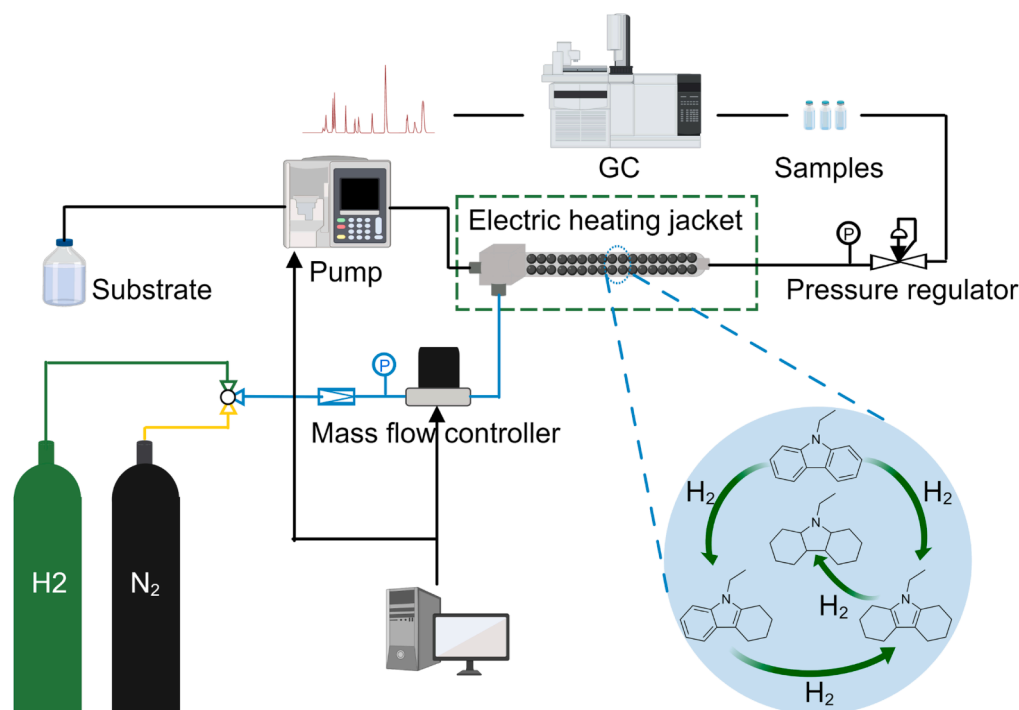 GC
Samples
Electric heating jacket
P
Pump
Substrate
Pressure regulator
P
Mass flow controller
H2
N₂
N
H₂
H₂
N
H₂
N
N
H₂